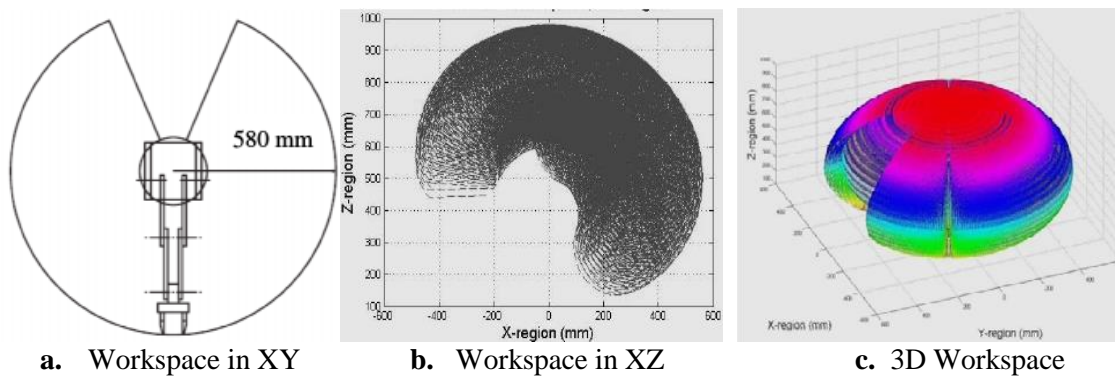 580 mm
1000
900
800
700
600
500
400
300
200
100
Z-region (mm)
-600 -400 -200 0 200 400 600
X-region (mm)
Z-region (mm)
X-region (mm)
Y-region (mm)
a. Workspace in XY
b. Workspace in XZ
c. 3D Workspace